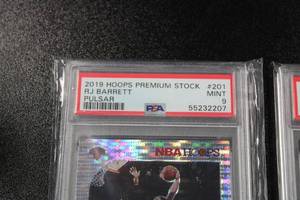 2019 HOOPS PREMIUM STOCK #201
RJ BARRETT MINT
PULSAR 9
PSA 55232207
NBA HOOPS